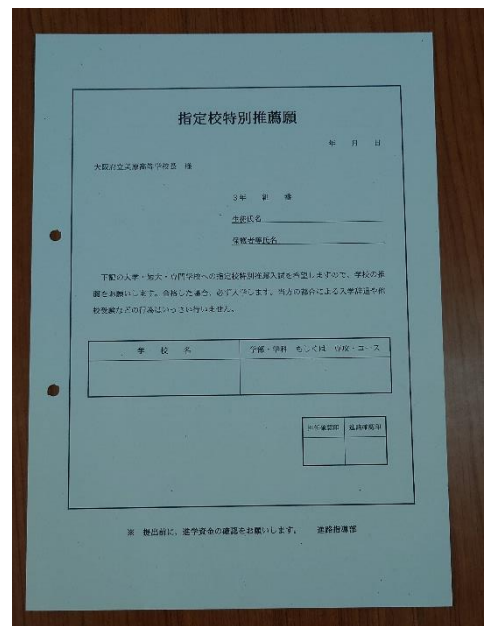 指定校特別推薦願
年 月 日
大阪府立美原高等学校長 様
3年 組 番
生徒氏名
保護者等氏名
下記の大学・短大・専門学校への指定校特別推薦入試を希望しますので、学校の推
薦をお願いします。合格した場合、必ず入学します。当方の都合による入学辞退や他
校受験などの行為はいっさい行いません。
学 校 名 学部・学科 もしくは 専攻・コース
担任確認印 進路確認印
※ 提出前に、進学資金の確認をお願いします。 進路指導部